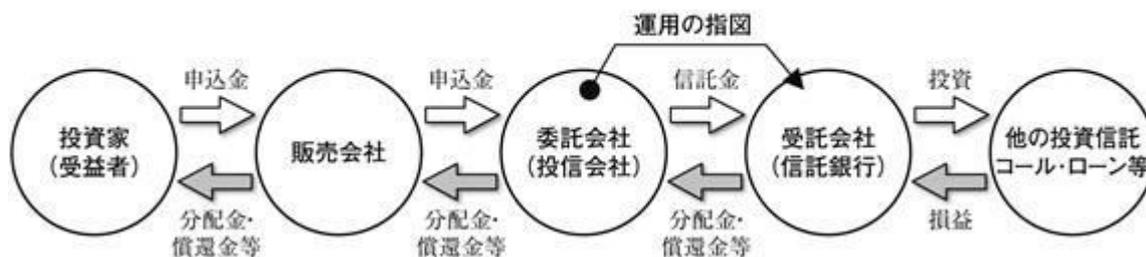 運用の指図
申込金
申込金
信託金
投資
投資家
(受益者)
販売会社
委託会社
(投信会社)
受託会社
(信託銀行)
他の投資信託
コール・ローン等
分配金・
償還金等
分配金・
償還金等
分配金・
償還金等
損益